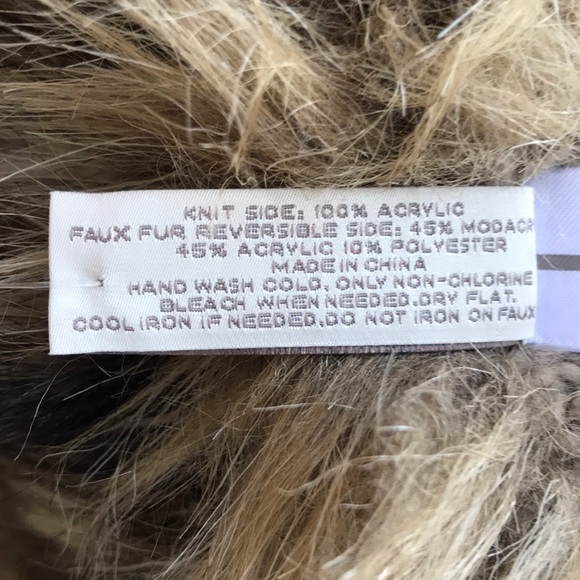 KNIT SIDE: 100% ACRYLIC
FAUX FUR REVERSIBLE SIDE: 45% MODACR
45% ACRYLIC 10% POLYESTER
MADE IN CHINA
HAND WASH COLD, ONLY NON-CHLORINE
BLEACH WHEN NEEDED.DRY FLAT.
COOL IRON IF NEEDED.DO NOT IRON ON FAUX